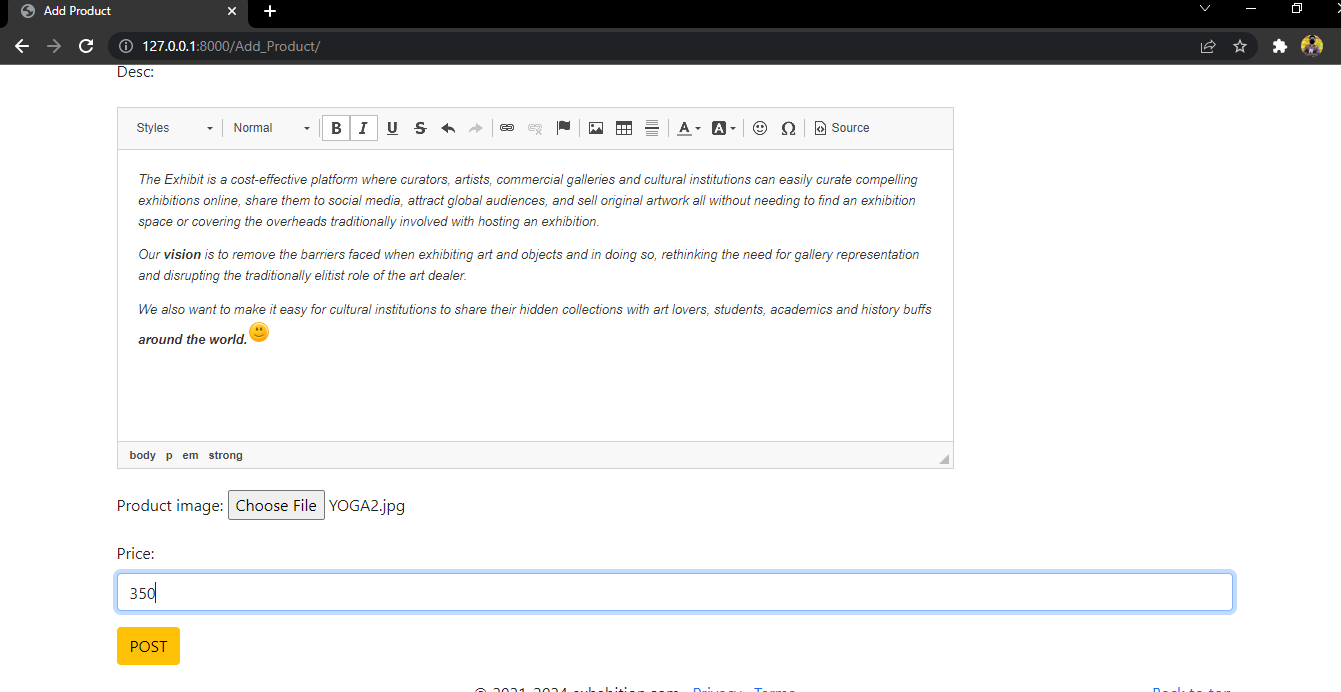 Add Product
127.0.0.1:8000/Add_Product/
Desc:
Styles Normal B I U S A A Ω Source
The Exhibit is a cost-effective platform where curators, artists, commercial galleries and cultural institutions can easily curate compelling
exhibitions online, share them to social media, attract global audiences, and sell original artwork all without needing to find an exhibition
space or covering the overheads traditionally involved with hosting an exhibition.
Our vision is to remove the barriers faced when exhibiting art and objects and in doing so, rethinking the need for gallery representation
and disrupting the traditionally elitist role of the art dealer.
We also want to make it easy for cultural institutions to share their hidden collections with art lovers, students, academics and history buffs
around the world.
body p em strong
Product image: Choose File YOGA2.jpg
Price:
350
POST
© 2021-2024 Privacy Terms Back to top